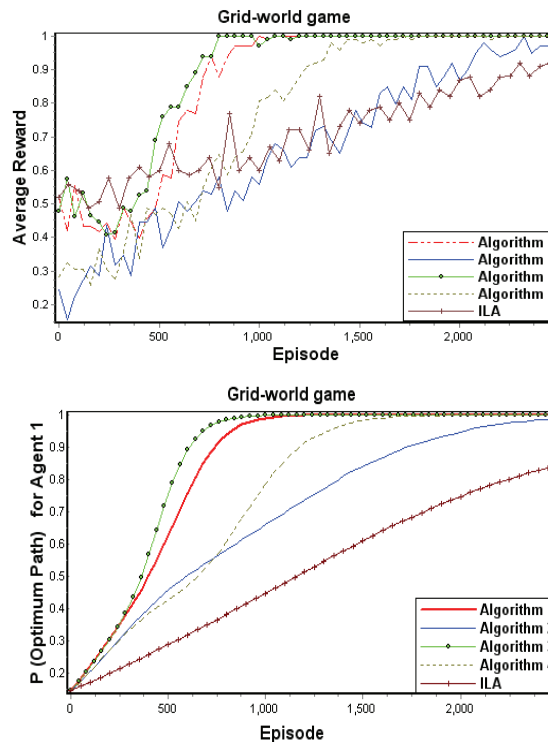 Grid-world game
1
0.9
0.8
0.7
0.6
0.5
0.4
0.3
0.2
Average Reward
Algorithm
Algorithm
Algorithm
Algorithm
ILA
0 500 1,000 1,500 2,000
Episode
Grid-world game
1
0.9
0.8
0.7
0.6
0.5
0.4
0.3
0.2
P (Optimum Path) for Agent 1
Algorithm
Algorithm
Algorithm
Algorithm
ILA
0 500 1,000 1,500 2,000
Episode